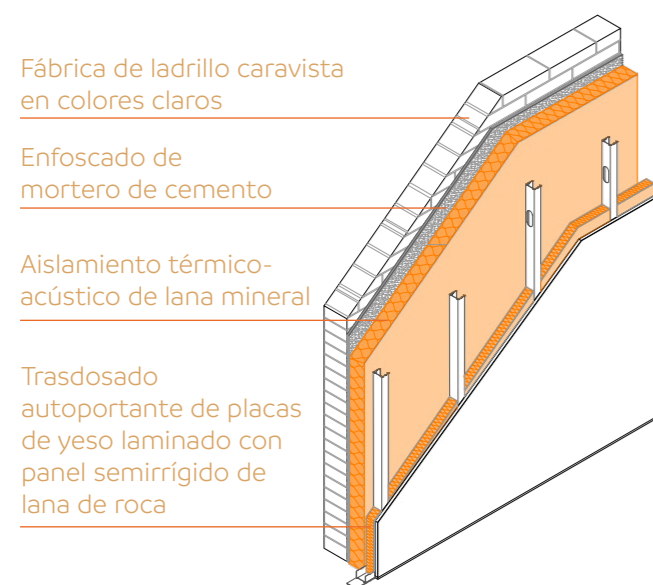 Fábrica de ladrillo caravista
en colores claros
Enfoscado de
mortero de cemento
Aislamiento térmico-
acústico de lana mineral
Trasdosado
autoportante de placas
de yeso laminado con
panel semirrígido de
lana de roca